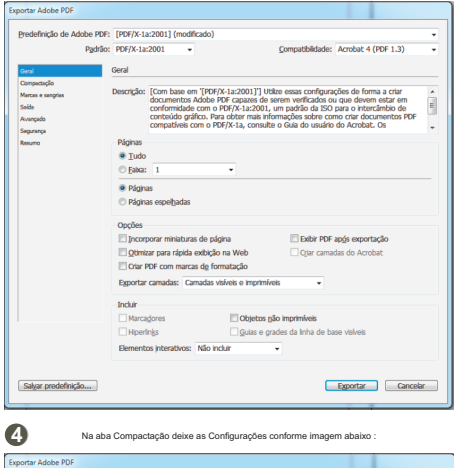 Exportar Adobe PDF
Predefinição de Adobe PDF: [PDF/X-1a:2001] (modificado)
Padrão: PDF/X-1a:2001 Compatibilidade: Acrobat 4 (PDF 1.3)
Geral
Compactação
Marcas e sangrias
Saída
Avançado
Segurança
Resumo
Geral
Descrição: [Com base em '[PDF/X-1a:2001]'] Utilize essas configurações de forma a criar
documentos Adobe PDF capazes de serem verificados ou que devem estar em
conformidade com o PDF/X-1a:2001, um padrão da ISO para o intercâmbio de
conteúdo gráfico. Para obter mais informações sobre como criar documentos PDF
compatíveis com o PDF/X-1a, consulte o Guia do usuário do Acrobat. Os
Páginas
Tudo
Faixa: 1
Páginas
Páginas espelhadas
Opções
Incorporar miniaturas de página Exibir PDF após exportação
Otimizar para rápida exibição na Web Criar camadas do Acrobat
Criar PDF com marcas de formatação
Exportar camadas: Camadas visíveis e imprimíveis
Incluir
Marcadores Objetos não imprimíveis
Hiperlinks Guias e grades da linha de base visíveis
Elementos interativos: Não incluir
Salvar predefinição... Exportar Cancelar
4 Na aba Compactação deixe as Configurações conforme imagem abaixo :
Exportar Adobe PDF